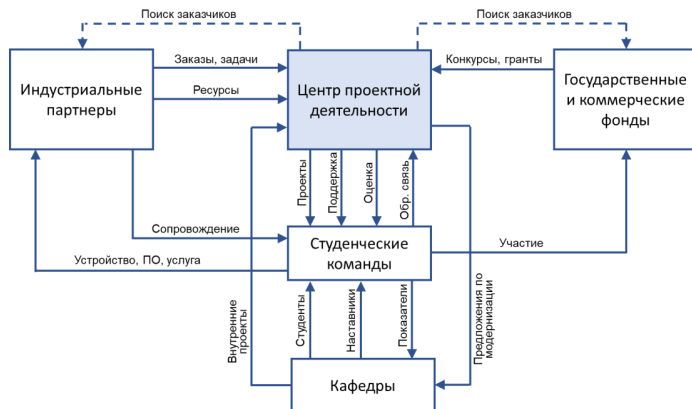 Поиск заказчиков
Поиск заказчиков
Индустриальные
партнеры
Заказы, задачи
Ресурсы
Центр проектной
деятельности
Конкурсы, гранты
Государственные
и коммерческие
фонды
Проекты
Поддержка
Оценка
Обр. связь
Сопровождение
Студенческие
команды
Участие
Устройство, ПО, услуга
Внутренние
проекты
Студенты
Наставники
Показатели
Предложения по
модернизации
Кафедры